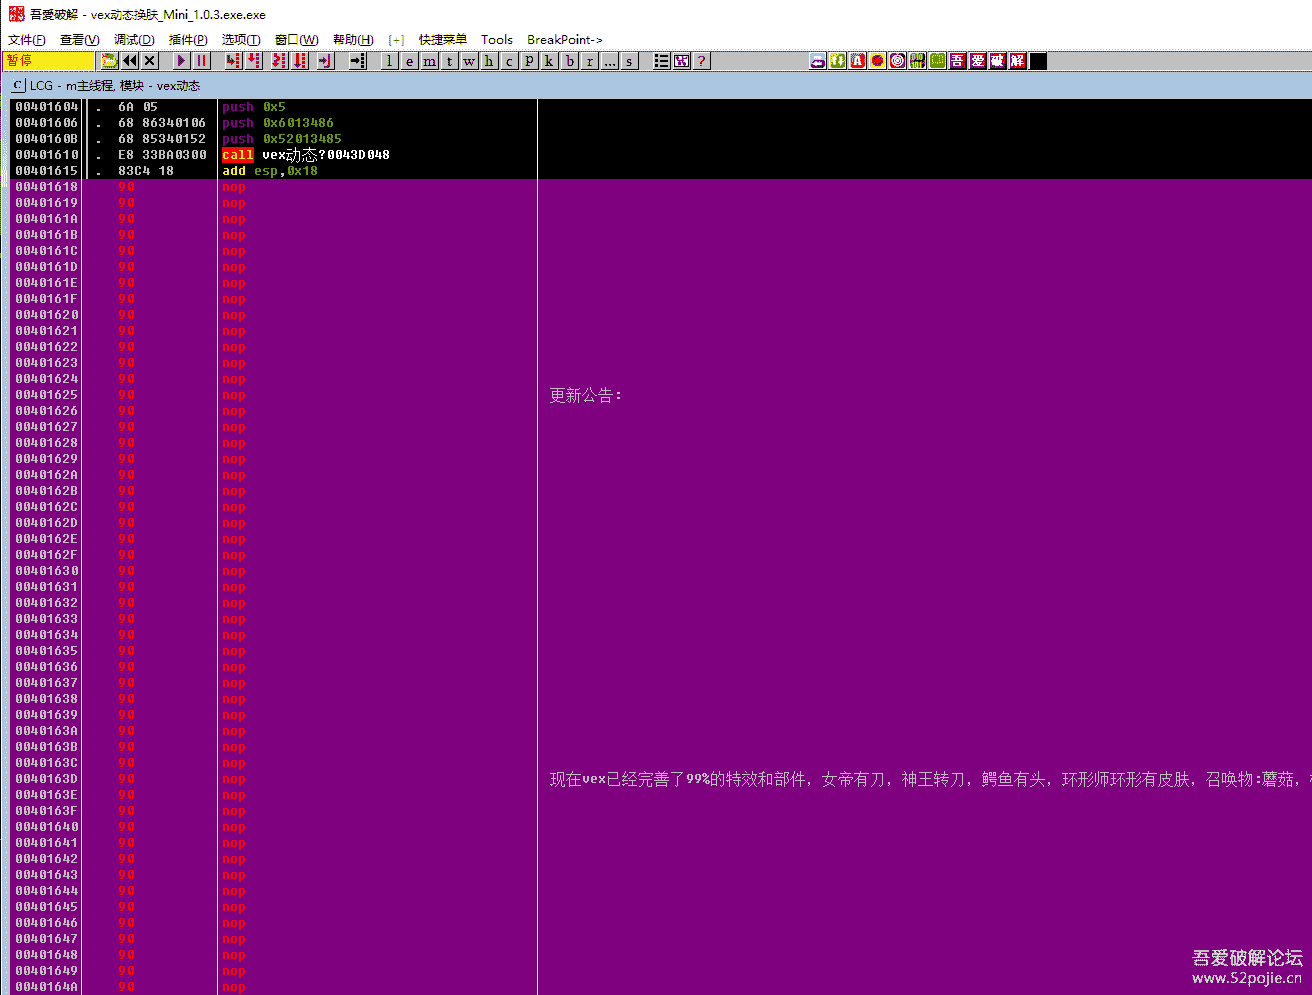 吾爱破解 - vex动态换肤_Mini_1.0.3.exe.exe
文件(F) 查看(V) 调试(D) 插件(P) 选项(T) 窗口(W) 帮助(H) [+] 快捷菜单 Tools BreakPoint->
暂停 l e m t w h c p k b r ... s ? 吾 爱 破 解
C LCG - m主线程, 模块 - vex动态
00401604 . 6A 05 push 0x5
00401606 . 68 86340106 push 0x6013486
0040160B . 68 85340152 push 0x52013485
00401610 . E8 33BA0300 call vex动态?0043D048
00401615 . 83C4 18 add esp,0x18
00401618 90 nop
00401619 90 nop
0040161A 90 nop
0040161B 90 nop
0040161C 90 nop
0040161D 90 nop
0040161E 90 nop
0040161F 90 nop
00401620 90 nop
00401621 90 nop
00401622 90 nop
00401623 90 nop
00401624 90 nop
00401625 90 nop 更新公告:
00401626 90 nop
00401627 90 nop
00401628 90 nop
00401629 90 nop
0040162A 90 nop
0040162B 90 nop
0040162C 90 nop
0040162D 90 nop
0040162E 90 nop
0040162F 90 nop
00401630 90 nop
00401631 90 nop
00401632 90 nop
00401633 90 nop
00401634 90 nop
00401635 90 nop
00401636 90 nop
00401637 90 nop
00401638 90 nop
00401639 90 nop
0040163A 90 nop
0040163B 90 nop
0040163C 90 nop
0040163D 90 nop 现在vex已经完善了99%的特效和部件，女帝有刀，神王转刀，鳄鱼有头，环形师环形有皮肤，召唤物:蘑菇，
0040163E 90 nop
0040163F 90 nop
00401640 90 nop
00401641 90 nop
00401642 90 nop
00401643 90 nop
00401644 90 nop
00401645 90 nop
00401646 90 nop
00401647 90 nop
00401648 90 nop
00401649 90 nop
0040164A 90 nop
吾爱破解论坛
www.52pojie.cn